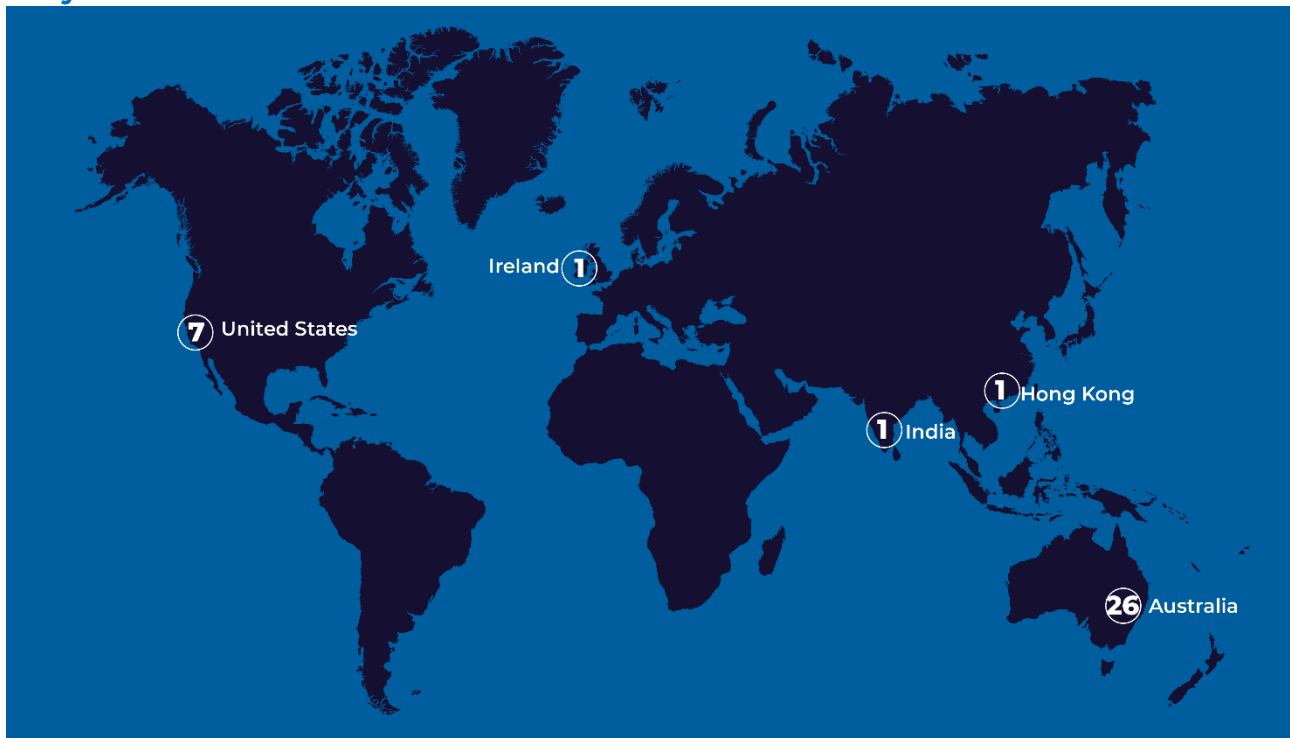 Ireland 1
7 United States
1 Hong Kong
1 India
26 Australia